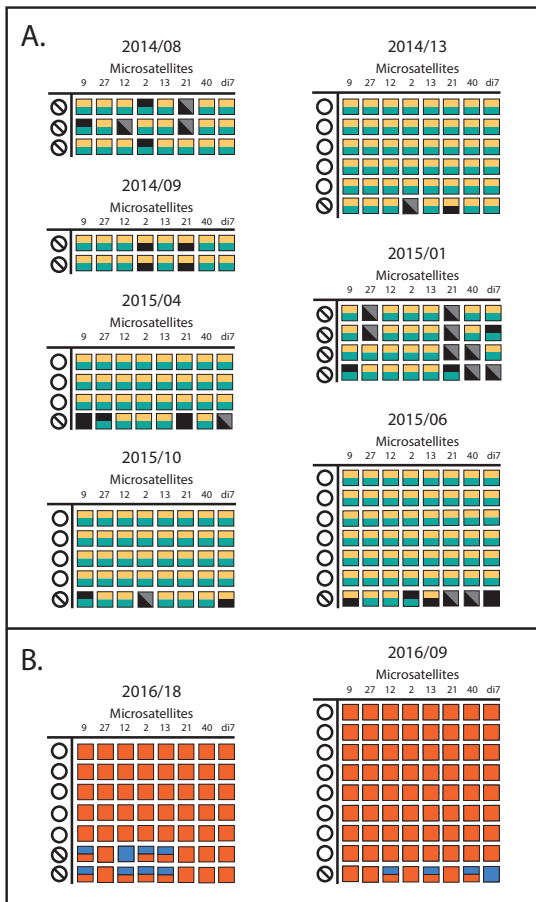 A.
2014/08
Microsatellites
9 27 12 2 13 21 40 di7
2014/09
Microsatellites
9 27 12 2 13 21 40 di7
2015/04
Microsatellites
9 27 12 2 13 21 40 di7
2015/10
Microsatellites
9 27 12 2 13 21 40 di7
2014/13
Microsatellites
9 27 12 2 13 21 40 di7
2015/01
Microsatellites
9 27 12 2 13 21 40 di7
2015/06
Microsatellites
9 27 12 2 13 21 40 di7
B.
2016/18
Microsatellites
9 27 12 2 13 21 40 di7
2016/09
Microsatellites
9 27 12 2 13 21 40 di7